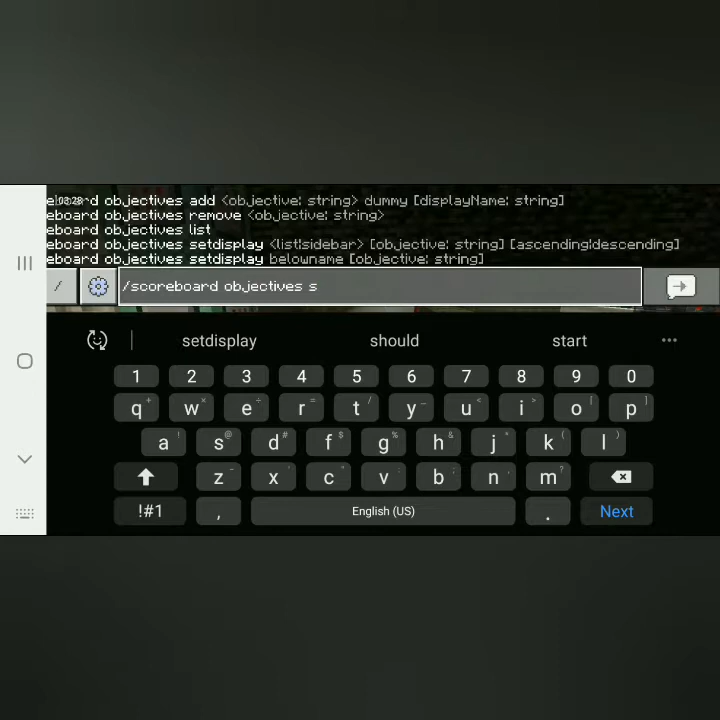 eboard objectives add <objective: string> dummy [displayName: string]
03:28
eboard objectives remove <objective: string>
eboard objectives list
eboard objectives setdisplay <list|sidebar> [objective: string] [ascending|descending]
eboard objectives setdisplay belowname [objective: string]
/ /scoreboard objectives s
setdisplay should start
1 2 3 4 5 6 7 8 9 0
q w e r t y u i o p
a s d f g h j k l
z x c v b n m
!#1 , English (US) . Next